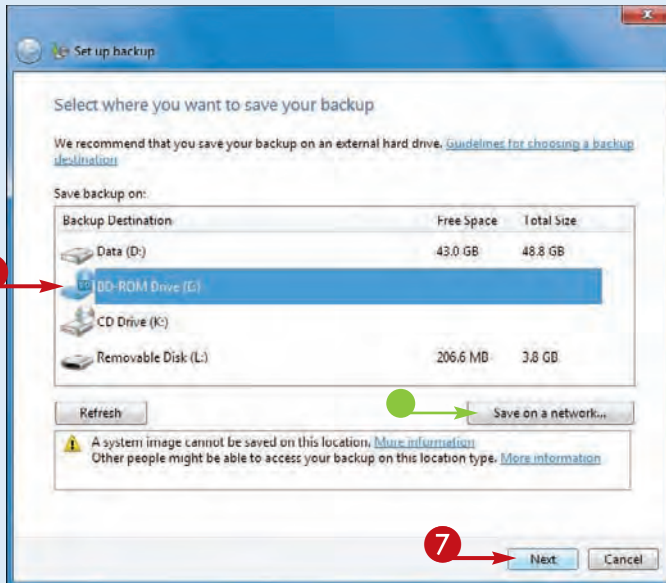 Set up backup
Select where you want to save your backup
We recommend that you save your backup on an external hard drive. Guidelines for choosing a backup
destination
Save backup on:
Backup Destination Free Space Total Size
Data (D:) 43.0 GB 48.8 GB
BD-ROM Drive
CD Drive (K:)
Removable Disk (L:) 206.6 MB 3.8 GB
Refresh Save on a network...
A system image cannot be saved on this location. More information
Other people might be able to access your backup on this location type. More information
7
Next Cancel